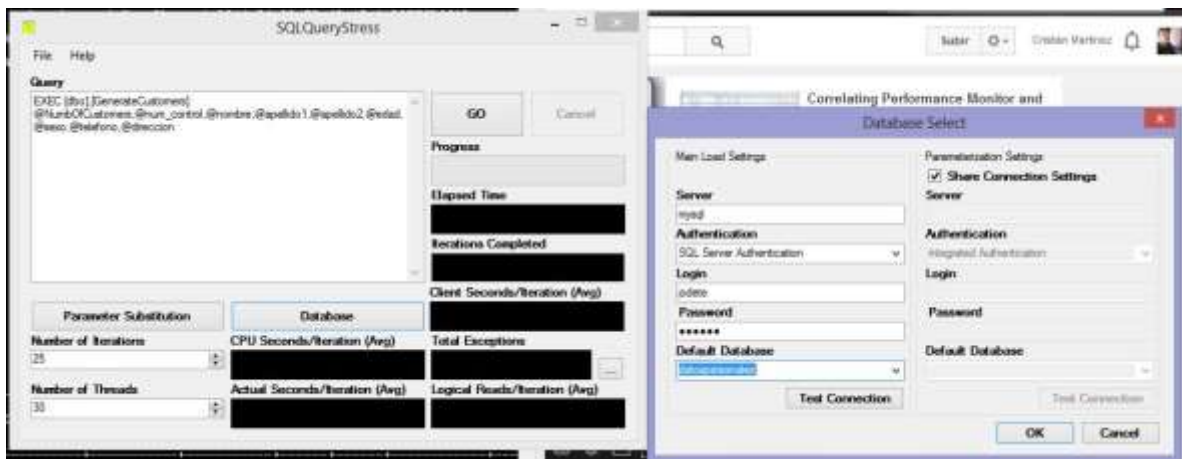 SQLQueryStress
File Help
Query
EXEC [dbo].[GenerateCustomers]
@NumbOfCustomers,@num_control,@nombre,@apellido1,@apellido2,@edad,
@sexo,@telefono,@direccion
GO
Cancel
Progress
Elapsed Time
Iterations Completed
Client Seconds/Iteration (Avg)
Parameter Substitution
Database
Number of Iterations
CPU Seconds/Iteration (Avg)
Total Exceptions
25
...
Number of Threads
Actual Seconds/Iteration (Avg)
Logical Reads/Iteration (Avg)
30
Subir
Cristian Martinez
Correlating Performance Monitor and
Database Select
Main Load Settings
Parameterization Settings
Share Connection Settings
Server
Server
mysql
Authentication
Authentication
SQL Server Authentication
Integrated Authentication
Login
Login
odete
Password
Password
••••••
Default Database
Default Database
Test Connection
Test Connection
OK
Cancel